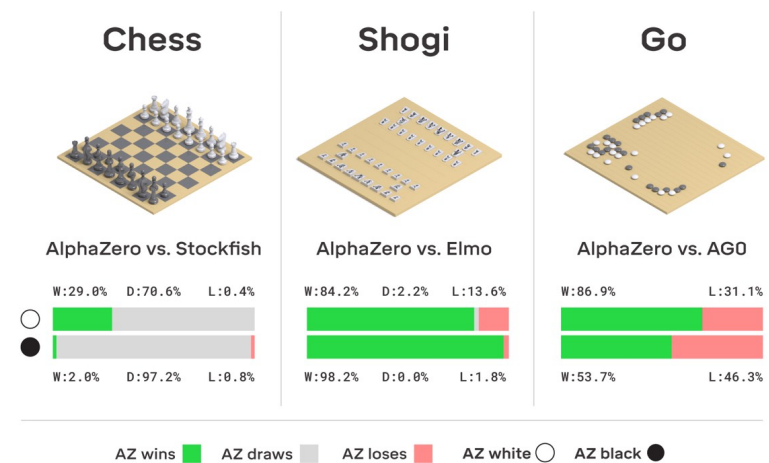 Chess
AlphaZero vs. Stockfish
W:29.0% D:70.6% L:0.4%
W:2.0% D:97.2% L:0.8%
Shogi
AlphaZero vs. Elmo
W:84.2% D:2.2% L:13.6%
W:98.2% D:0.0% L:1.8%
Go
AlphaZero vs. AG0
W:86.9% L:31.1%
W:53.7% L:46.3%
AZ wins AZ draws AZ loses AZ white AZ black